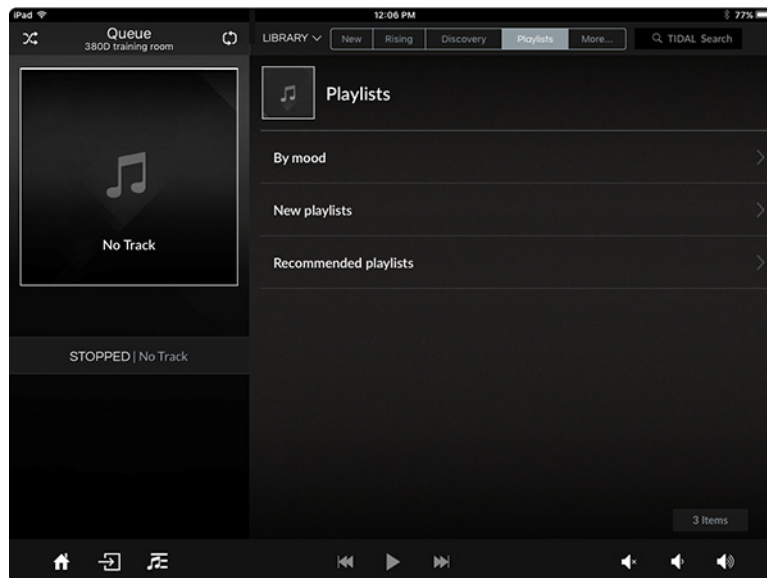 iPad
12:06 PM
77%
Queue
380D training room
LIBRARY
New
Rising
Discovery
Playlists
More...
TIDAL Search
Playlists
By mood
New playlists
Recommended playlists
No Track
STOPPED | No Track
3 Items